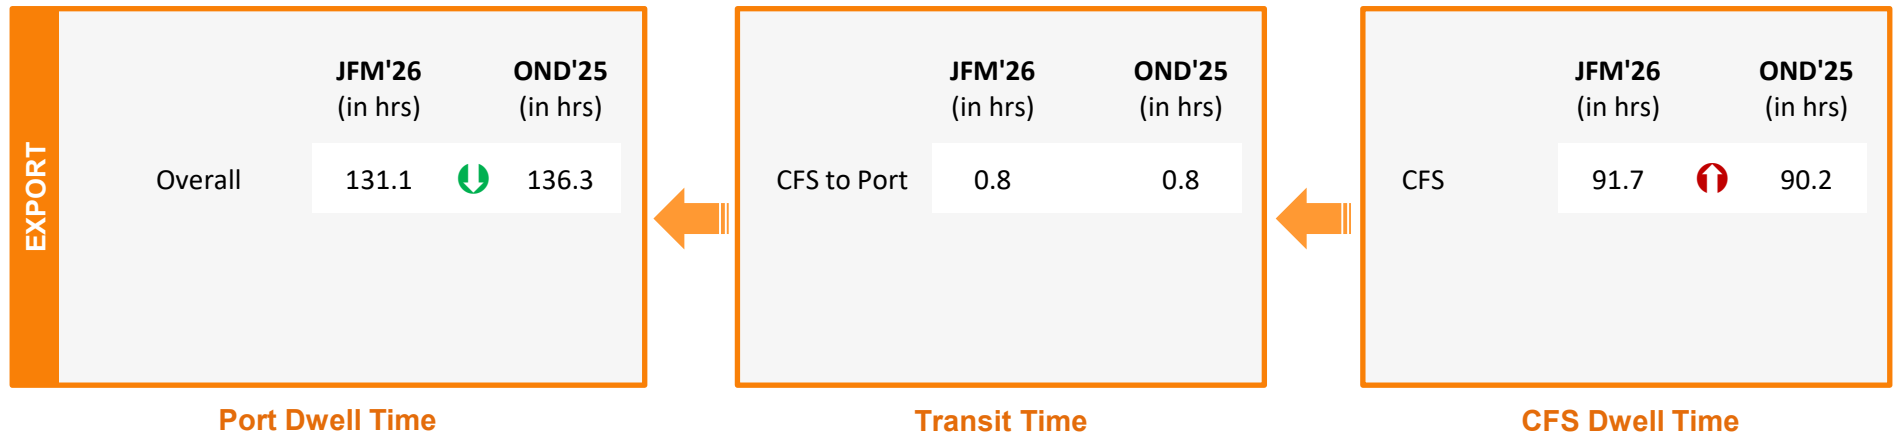 EXPORT
JFM'26 OND'25
(in hrs) (in hrs)
Overall 131.1 136.3
Port Dwell Time
JFM'26 OND'25
(in hrs) (in hrs)
CFS to Port 0.8 0.8
Transit Time
JFM'26 OND'25
(in hrs) (in hrs)
CFS 91.7 90.2
CFS Dwell Time